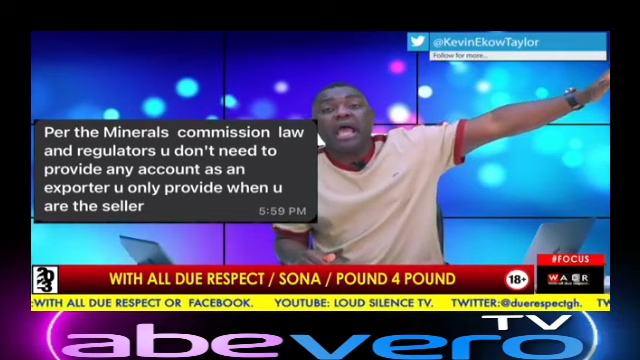 @KevinEkowTaylor
Follow for more...
Per the Minerals commission law
and regulators u don't need to
provide any account as an
exporter u only provide when u
are the seller
5:59 PM
#FOCUS
WITH ALL DUE RESPECT / SONA / POUND 4 POUND
18+
:WITH ALL DUE RESPECT OR FACEBOOK. YOUTUBE: LOUD SILENCE TV. TWITTER:@duerespectgh. TW
TV
abevero